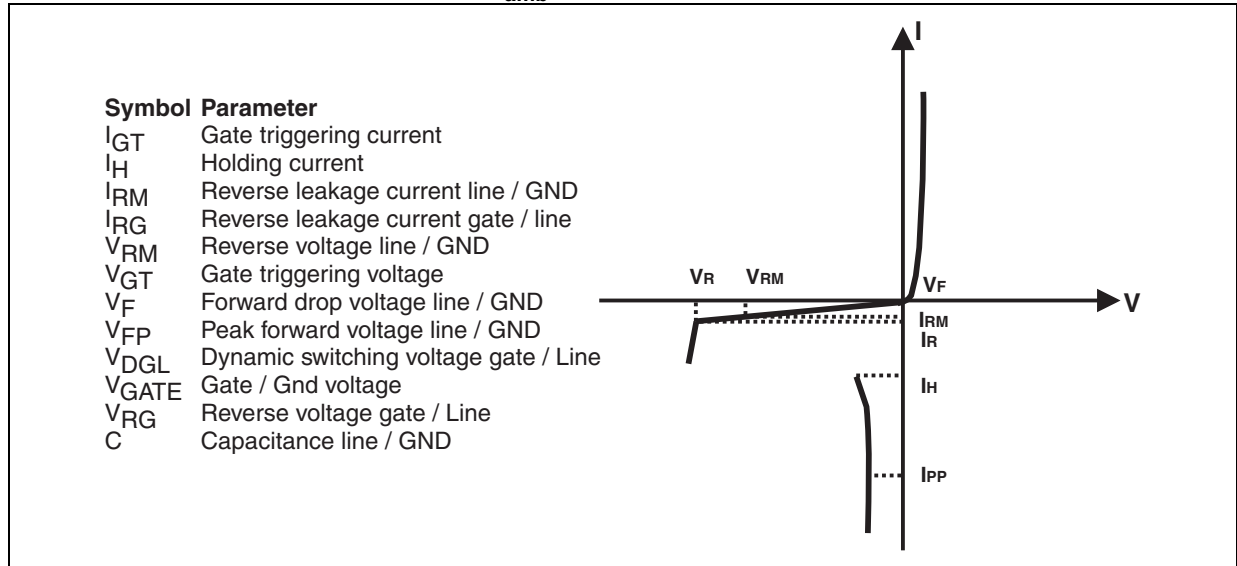 Symbol Parameter
IGT Gate triggering current
IH Holding current
IRM Reverse leakage current line / GND
IRG Reverse leakage current gate / line
VRM Reverse voltage line / GND
VGT Gate triggering voltage
VF Forward drop voltage line / GND
VFP Peak forward voltage line / GND
VDGL Dynamic switching voltage gate / Line
VGATE Gate / Gnd voltage
VRG Reverse voltage gate / Line
C Capacitance line / GND
I
VR VRM VF
V
IRM
IR
IH
IPP